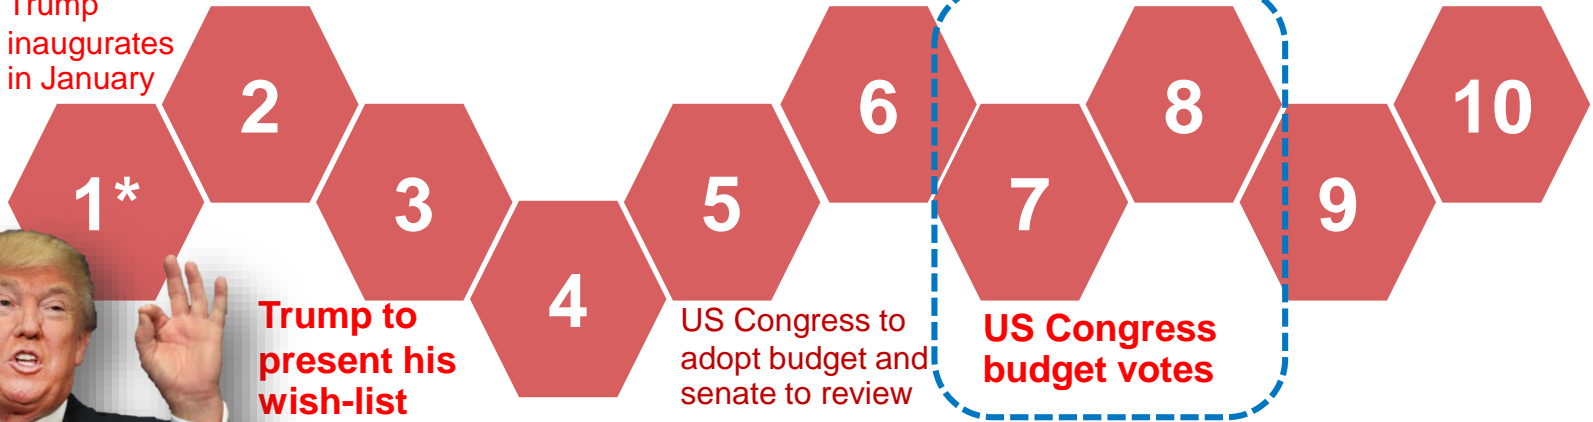 Trump
inaugurates
in January
1*
2
3
4
5
6
7
8
9
10
Trump to
present his
wish-list
US Congress to
adopt budget and
senate to review
US Congress
budget votes